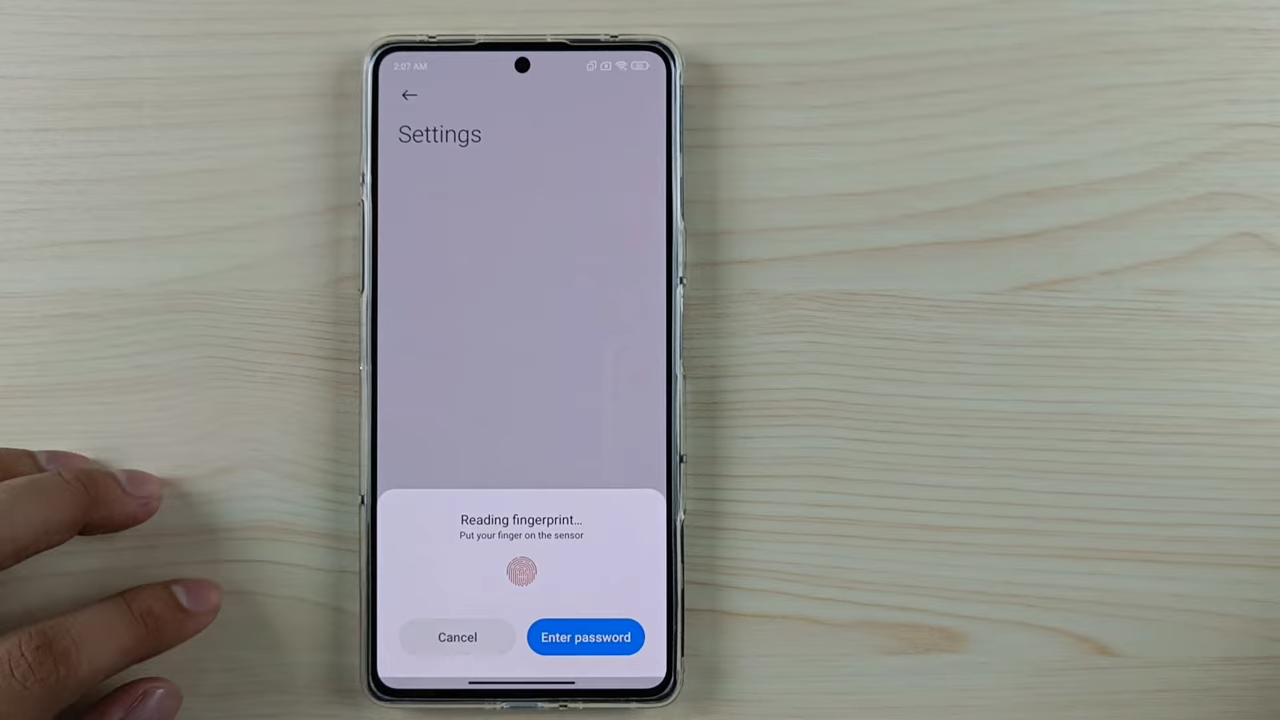 2:07 AM
Settings
Reading fingerprint...
Put your finger on the sensor
Cancel
Enter password